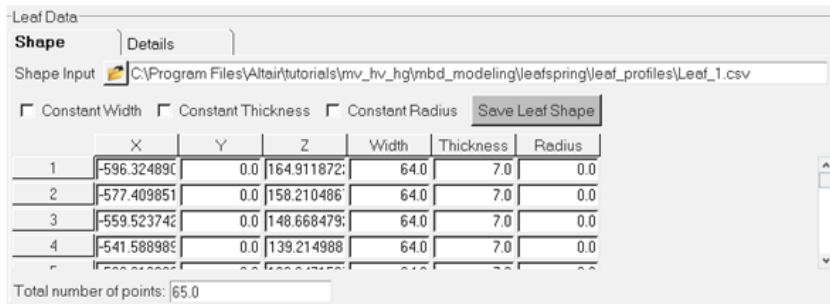 Leaf Data
Shape Details
Shape Input C:\Program Files\Altair\tutorials\mv_hv_hg\mbd_modeling\leafspring\leaf_profiles\Leaf_1.csv
Constant Width Constant Thickness Constant Radius Save Leaf Shape
X Y Z Width Thickness Radius
1 -596.32489 0.0 164.911872 64.0 7.0 0.0
2 -577.409851 0.0 158.210486 64.0 7.0 0.0
3 -559.523742 0.0 148.668479 64.0 7.0 0.0
4 -541.588989 0.0 139.214988 64.0 7.0 0.0
Total number of points: 65.0